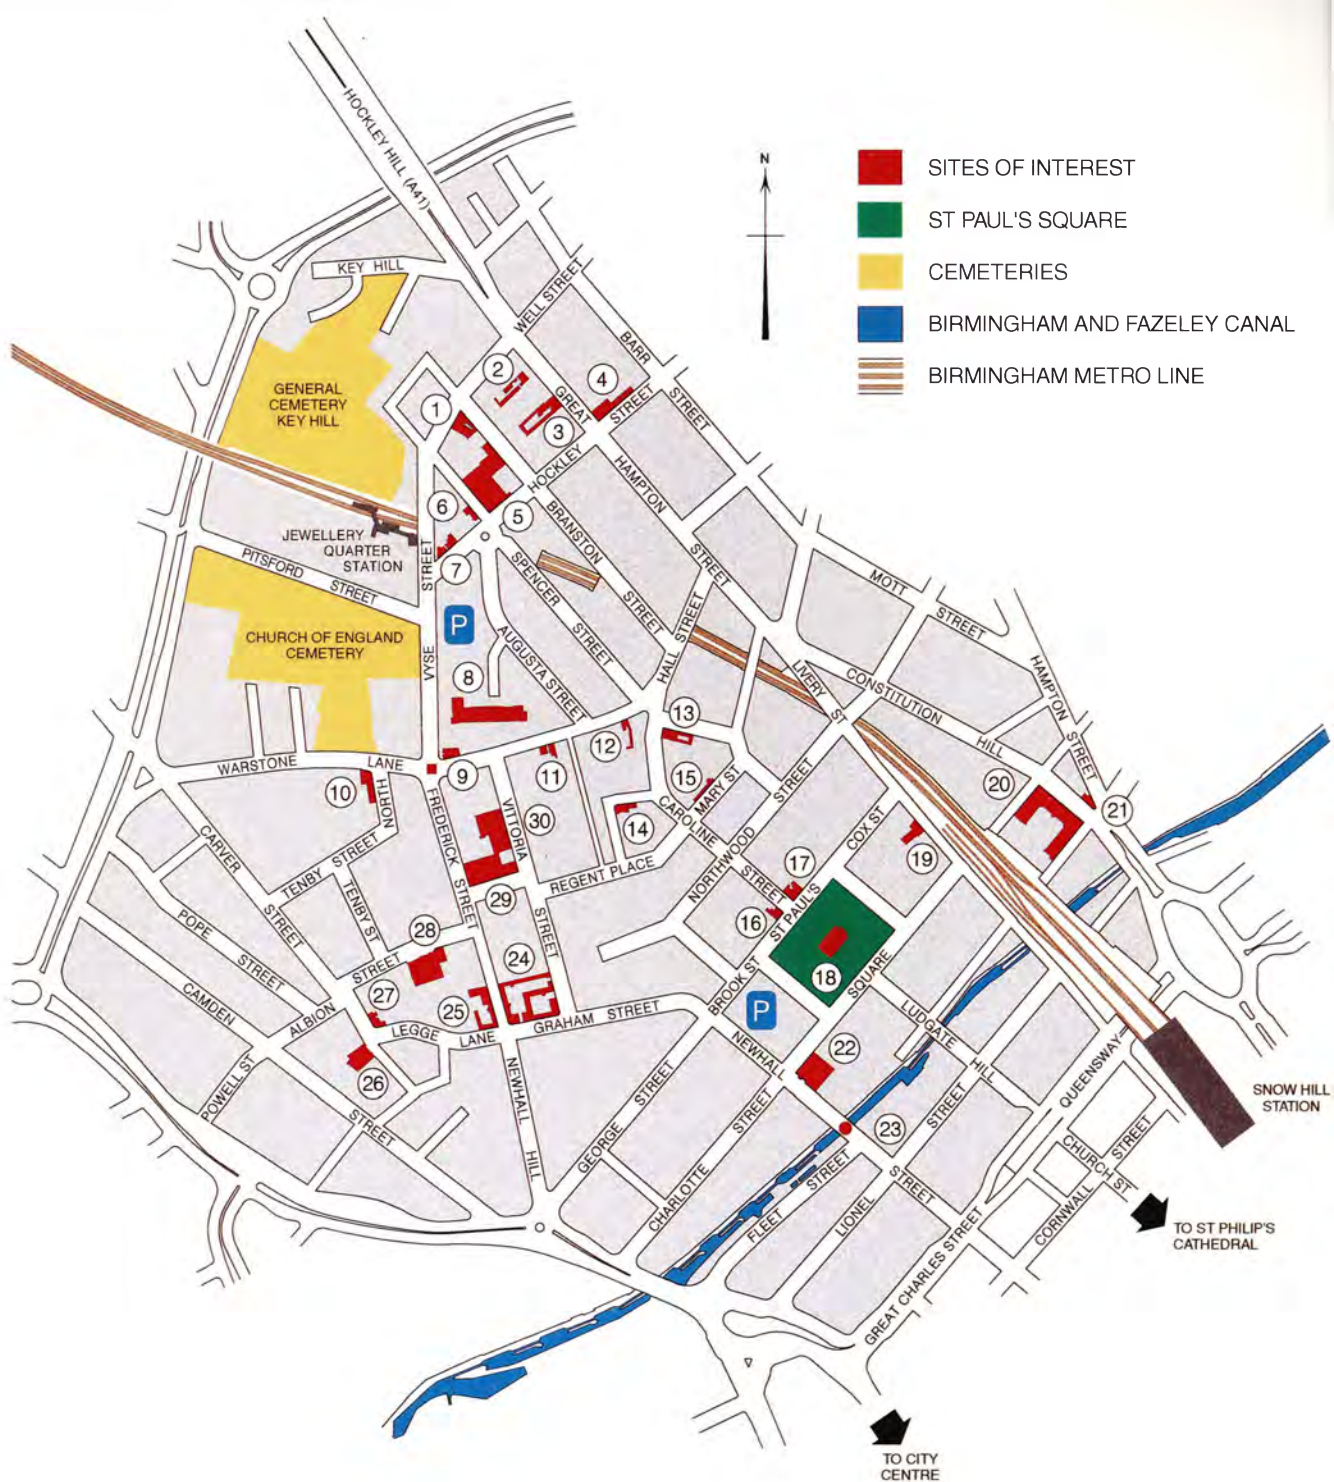 HOCKLEY HILL (A41)
N
SITES OF INTEREST
ST PAUL'S SQUARE
CEMETERIES
BIRMINGHAM AND FAZELEY CANAL
BIRMINGHAM METRO LINE
KEY HILL
WELL STREET
BARR
STREET
GENERAL
CEMETERY
KEY HILL
1
2
3
4
GREAT
HAMPTON
STREET
HOCKLEY
STREET
5
6
7
JEWELLERY
QUARTER
STATION
BRANSTON
STREET
SPENCER
STREET
PITSFORD
STREET
CHURCH OF ENGLAND
CEMETERY
VYSE
STREET
P
AUGUSTA STREET
HALL STREET
MOTT
STREET
LIVERY ST
CONSTITUTION
HILL
HAMPTON
STREET
8
9
10
11
12
13
14
15
WARSTONE
LANE
NORTH
FREDERICK
STREET
VITTORIA
STREET
30
MARY ST
CAROLINE
STREET
NORTHWOOD
STREET
COX ST
REGENT PLACE
20
21
19
CARVER
STREET
TENBY STREET
TENBY ST
29
28
17
16
ST PAUL'S
SQUARE
18
POPE
STREET
CAMDEN
STREET
ALBION
STREET
27
25
24
26
LEGGE
LANE
GRAHAM STREET
BROOK ST
P
LUDGATE
HILL
NEWHALL
STREET
22
23
POWELL ST
NEWHALL
HILL
GEORGE
STREET
CHARLOTTE
STREET
FLEET
STREET
LIONEL
STREET
QUEENSWAY
GREAT CHARLES STREET
CHURCH ST
CORNWALL
STREET
SNOW HILL
STATION
TO ST PHILIP'S
CATHEDRAL
TO CITY
CENTRE